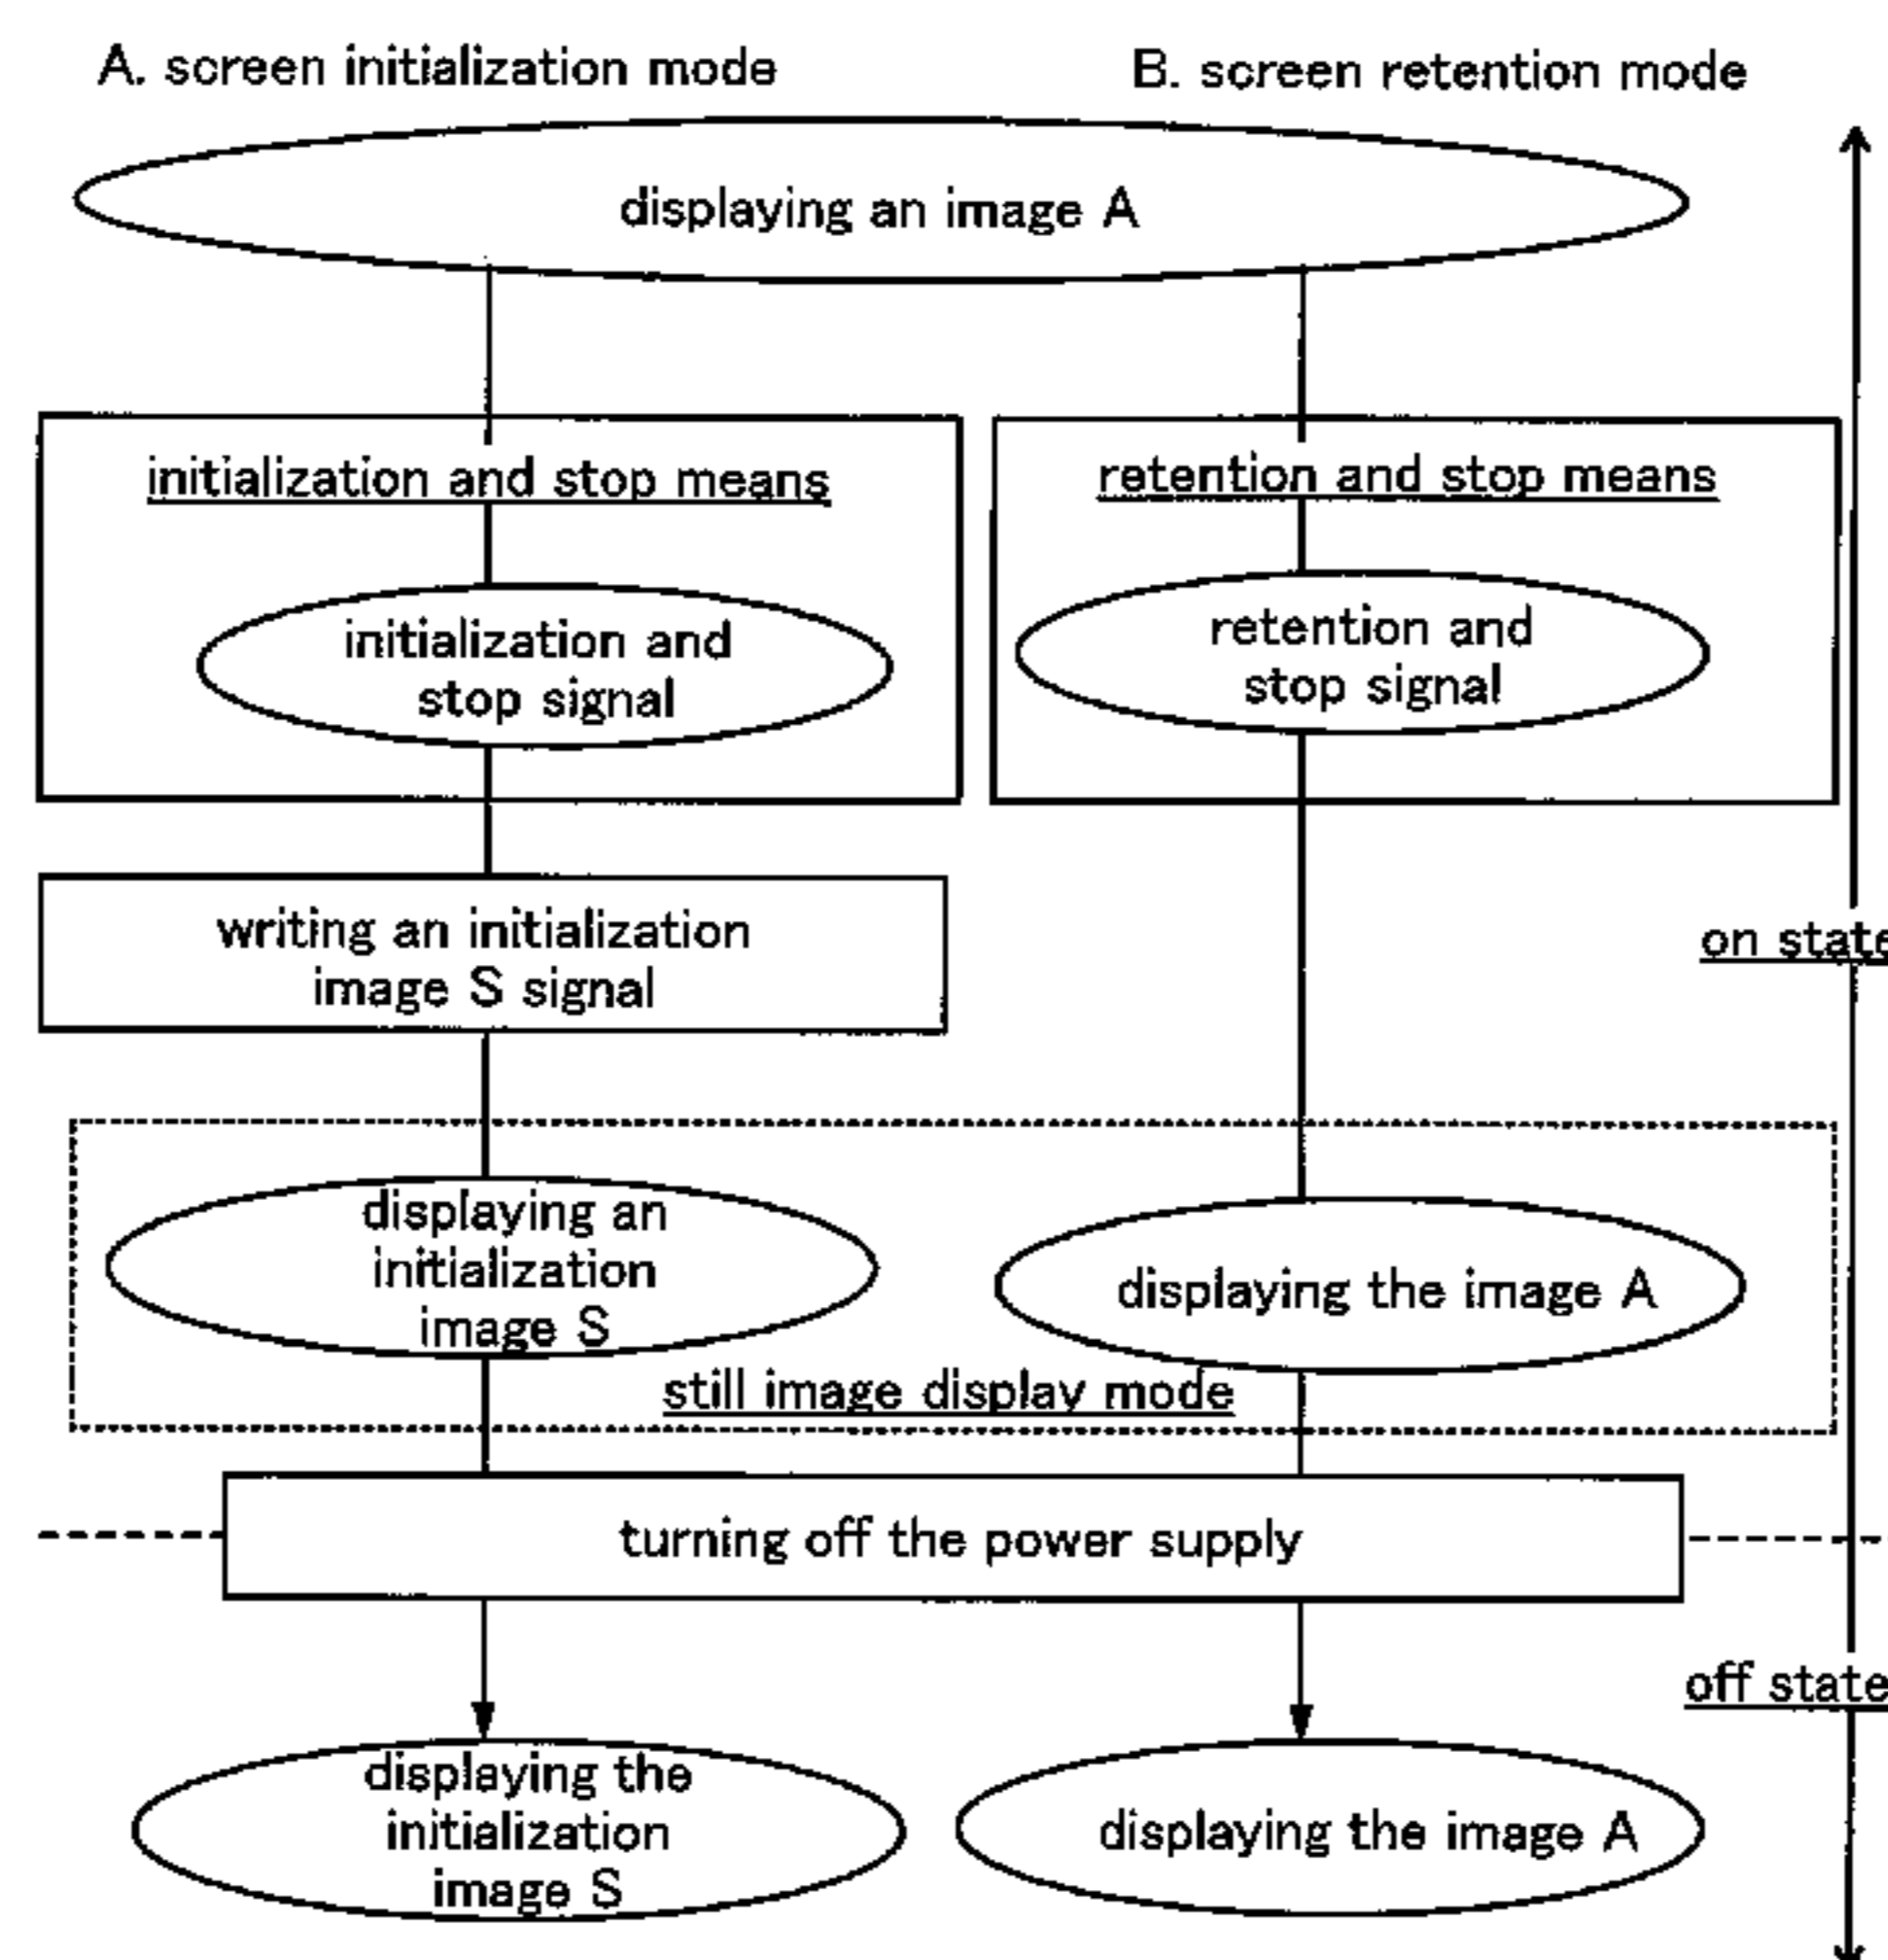 A. screen initialization mode
B. screen retention mode
displaying an image A
initialization and stop means
retention and stop means
initialization and
stop signal
retention and
stop signal
writing an initialization
image S signal
on state
displaying an
initialization
image S
displaying the image A
still image display mode
turning off the power supply
off state
displaying the
initialization
image S
displaying the image A